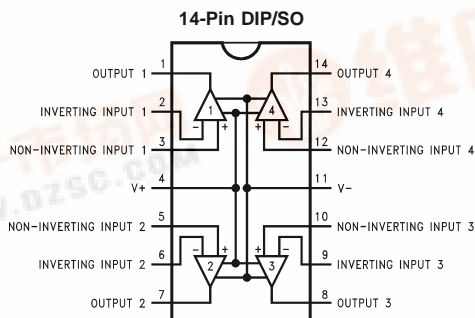 14-Pin DIP/SO
OUTPUT 1 1 14 OUTPUT 4
INVERTING INPUT 1 2 1 4 13 INVERTING INPUT 4
− + + −
NON-INVERTING INPUT 1 3 12 NON-INVERTING INPUT 4
V+ 4 11 V−
NON-INVERTING INPUT 2 5 10 NON-INVERTING INPUT 3
− + + −
INVERTING INPUT 2 6 2 3 9 INVERTING INPUT 3
OUTPUT 2 7 8 OUTPUT 3
.DZSC.COM